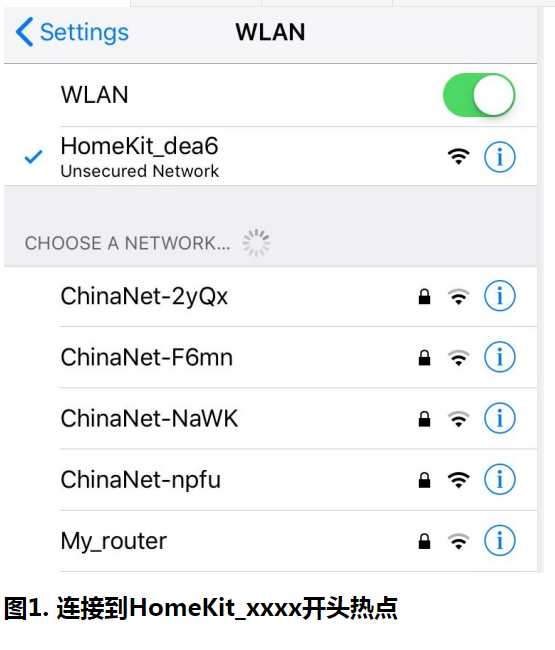 Settings
WLAN
WLAN
HomeKit_dea6
Unsecured Network
CHOOSE A NETWORK...
ChinaNet-2yQx
ChinaNet-F6mn
ChinaNet-NaWK
ChinaNet-npfu
My_router
图1. 连接到HomeKit_xxxx开头热点